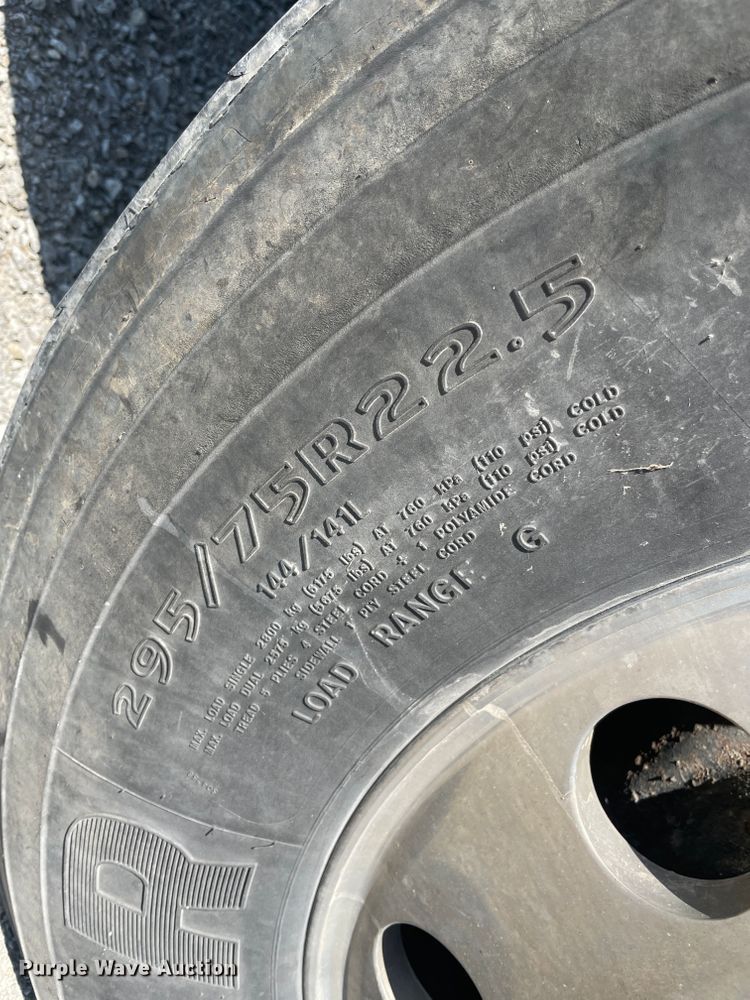 295/75R22.5
144/141L
MAX. LOAD SINGLE 2800 kg (6175 lbs) AT 760 kPa (110 psi) COLD
MAX. LOAD DUAL 2575 kg (5675 lbs) AT 760 kPa (110 psi) COLD
TREAD 5 PLIES 4 STEEL CORD + 1 POLYAMIDE CORD
SIDEWALL 1 PLY STEEL CORD
LOAD RANGE G
R
Purple Wave Auction